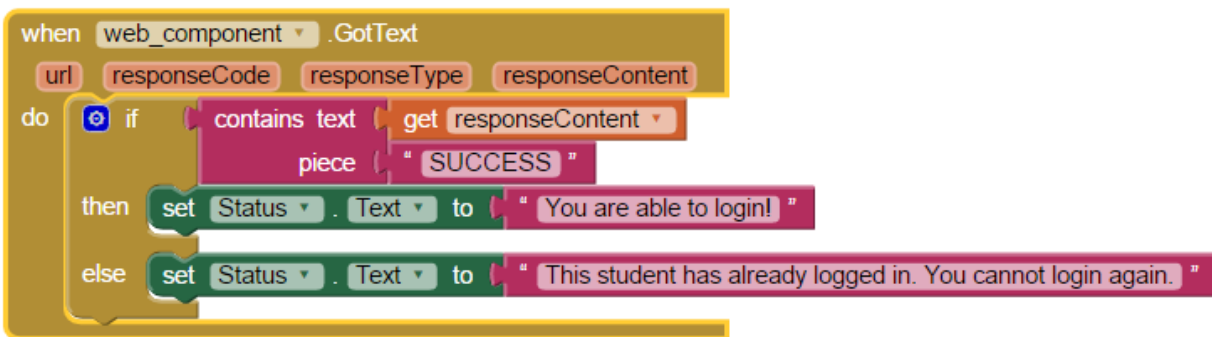 when web_component .GotText
url responseCode responseType responseContent
do if contains text get responseContent
piece " SUCCESS "
then set Status . Text to " You are able to login! "
else set Status . Text to " This student has already logged in. You cannot login again. "